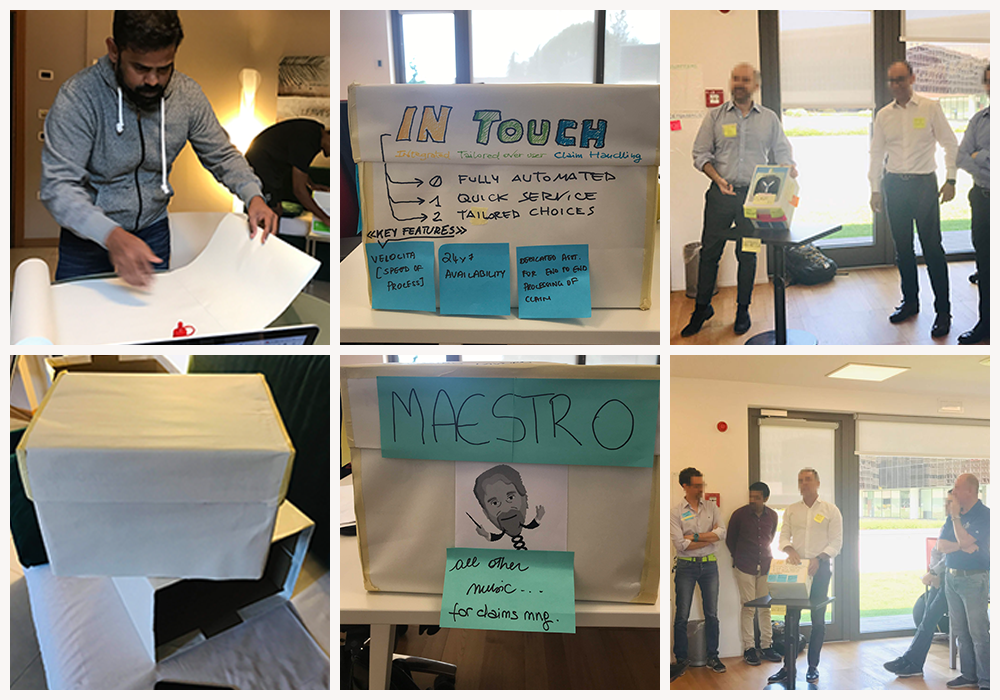 IN TOUCH
Integrated Tailored over user Claim Handling
0 FULLY AUTOMATED
1 QUICK SERVICE
2 TAILORED CHOICES
<<KEY FEATURES>>
VELOCITA
[SPEED OF
PROCESS]
24x7
AVAILABILITY
DEDICATED ASST.
FOR END TO END
PROCESSING OF
CLAIM
MAESTRO
all other
music...
for claims mng.